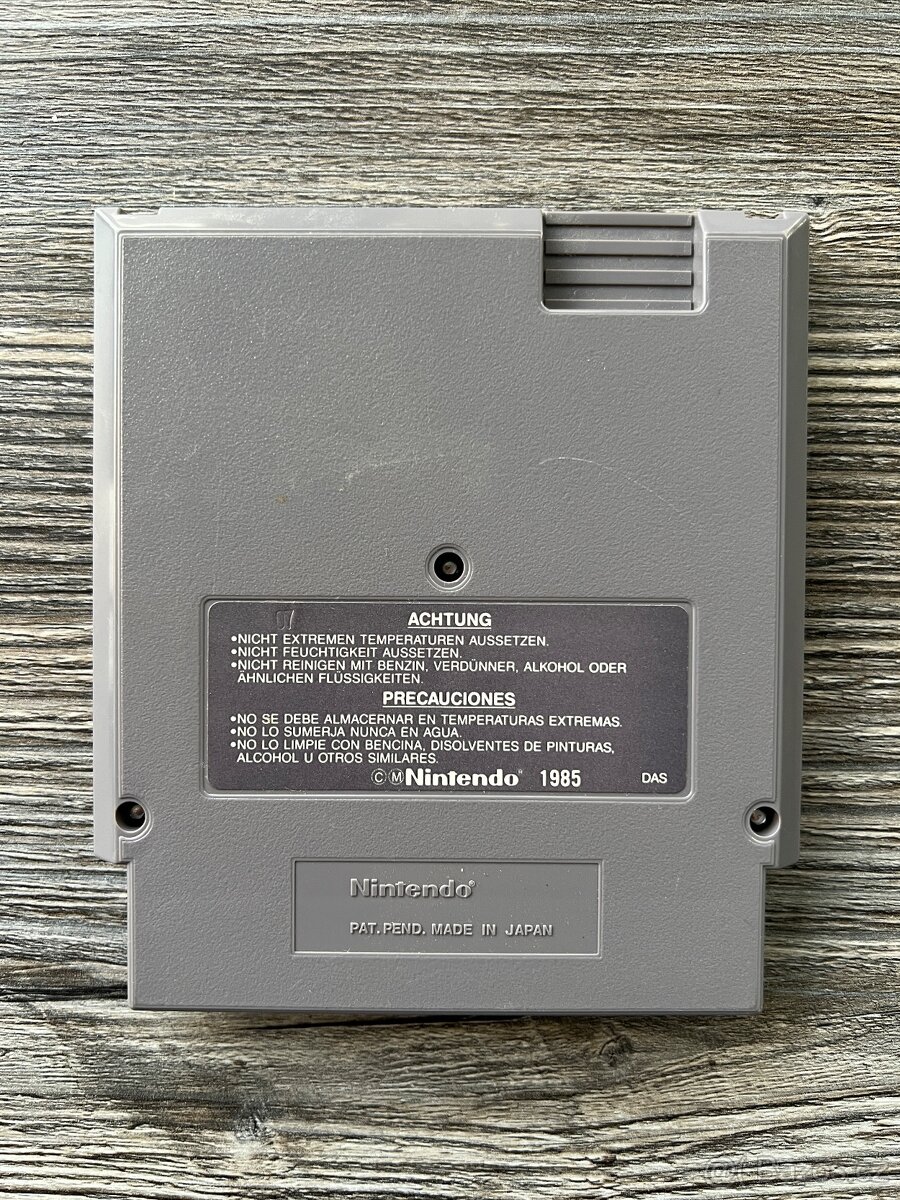 07
ACHTUNG
•NICHT EXTREMEN TEMPERATUREN AUSSETZEN.
•NICHT FEUCHTIGKEIT AUSSETZEN.
•NICHT REINIGEN MIT BENZIN, VERDÜNNER, ALKOHOL ODER
ÄHNLICHEN FLÜSSIGKEITEN.
PRECAUCIONES
•NO SE DEBE ALMACERNAR EN TEMPERATURAS EXTREMAS.
•NO LO SUMERJA NUNCA EN AGUA.
•NO LO LIMPIE CON BENCINA, DISOLVENTES DE PINTURAS,
ALCOHOL U OTROS SIMILARES.
ⒸⓂNintendo® 1985 DAS
Nintendo®
PAT. PEND. MADE IN JAPAN